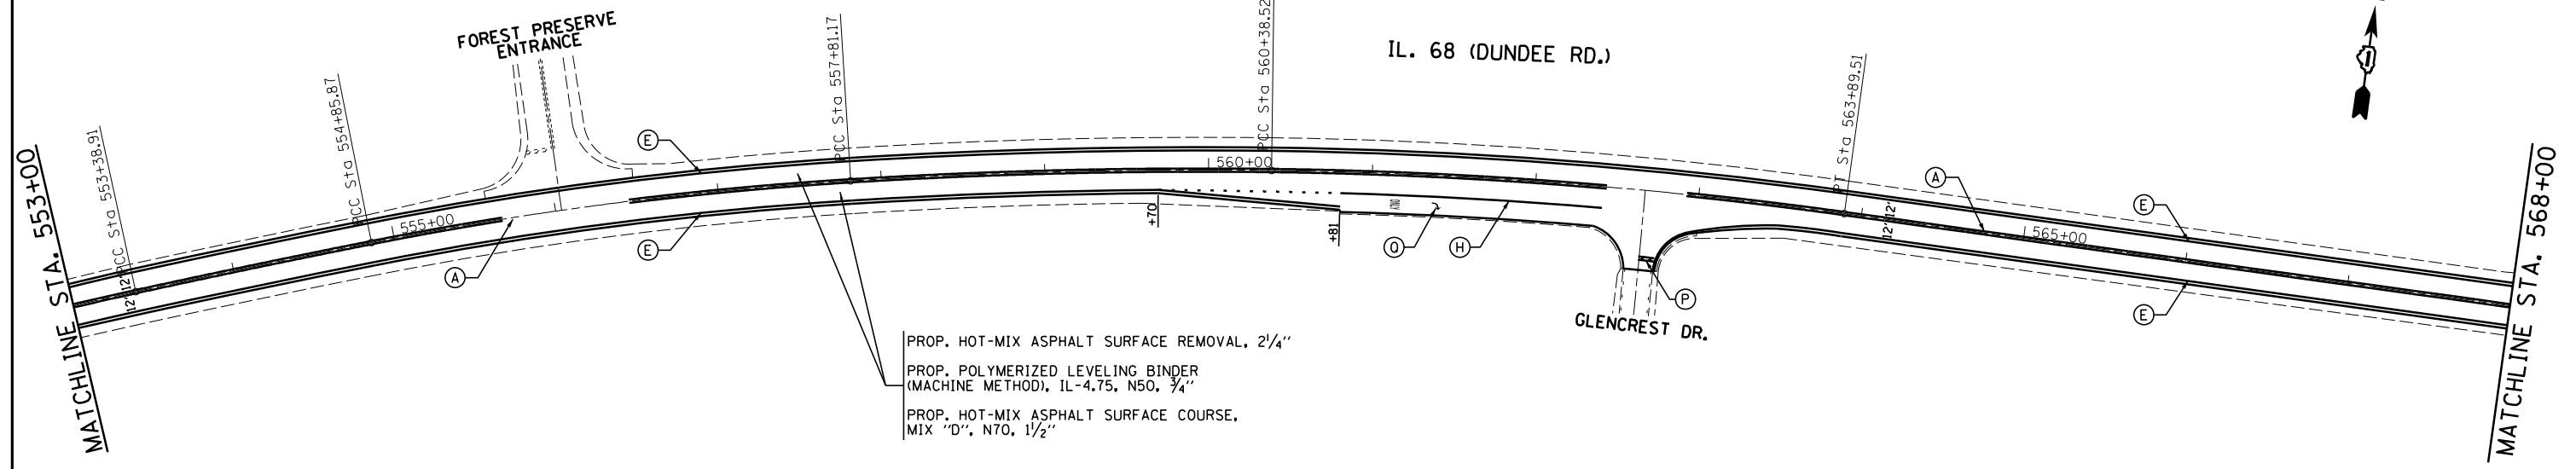 FOREST PRESERVE
ENTRANCE
IL. 68 (DUNDEE RD.)
MATCHLINE STA. 553+00
PCC Sta 553+38.91
PCC Sta 554+85.87
PCC Sta 557+81.17
PCC Sta 560+38.52
PT Sta 563+89.51
MATCHLINE STA. 568+00
12' 12'
555+00
560+00
565+00
12' 12'
E
A
E
+70
+81
Q
H
P
A
E
E
GLENCREST DR.
PROP. HOT-MIX ASPHALT SURFACE REMOVAL, 2 1/4"
PROP. POLYMERIZED LEVELING BINDER
(MACHINE METHOD), IL-4.75, N50, 3/4"
PROP. HOT-MIX ASPHALT SURFACE COURSE,
MIX "D", N70, 1 1/2"